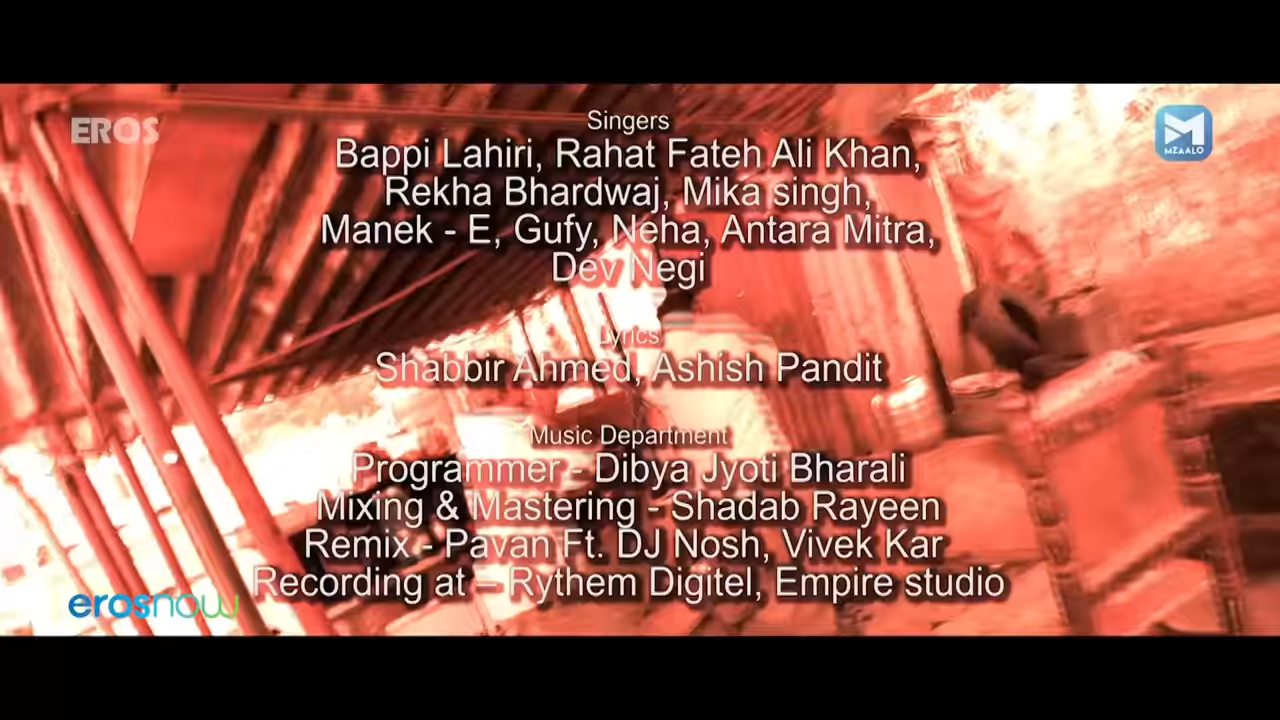 EROS
MZAALO
Singers
Bappi Lahiri, Rahat Fateh Ali Khan,
Rekha Bhardwaj, Mika singh,
Manek - E, Gufy, Neha, Antara Mitra,
Dev Negi
Lyrics
Shabbir Ahmed, Ashish Pandit
Music Department
Programmer - Dibya Jyoti Bharali
Mixing & Mastering - Shadab Rayeen
Remix - Pavan Ft. DJ Nosh, Vivek Kar
Recording at – Rythem Digitel, Empire studio
erosnow